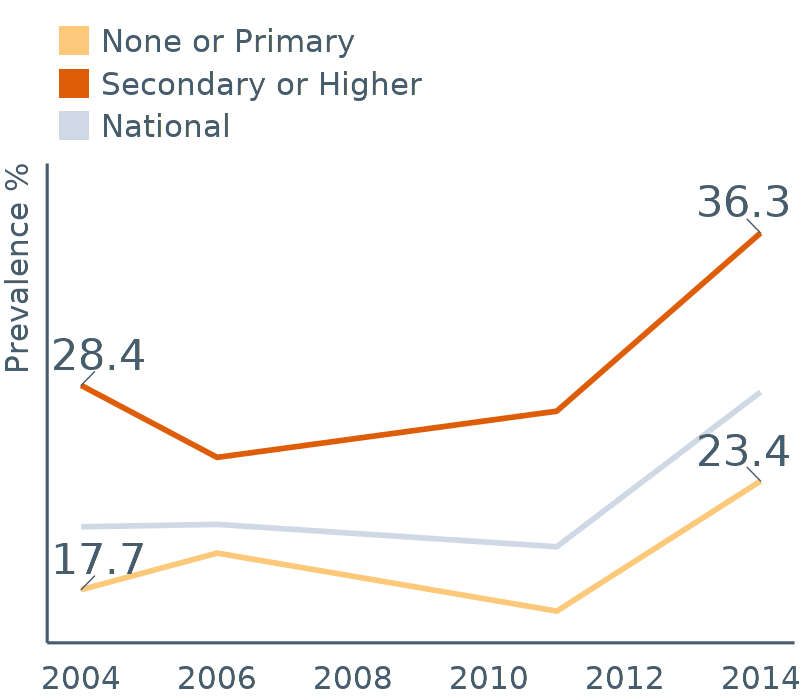 None or Primary
Secondary or Higher
National
Prevalence %
36.3
28.4
23.4
17.7
2004 2006 2008 2010 2012 2014